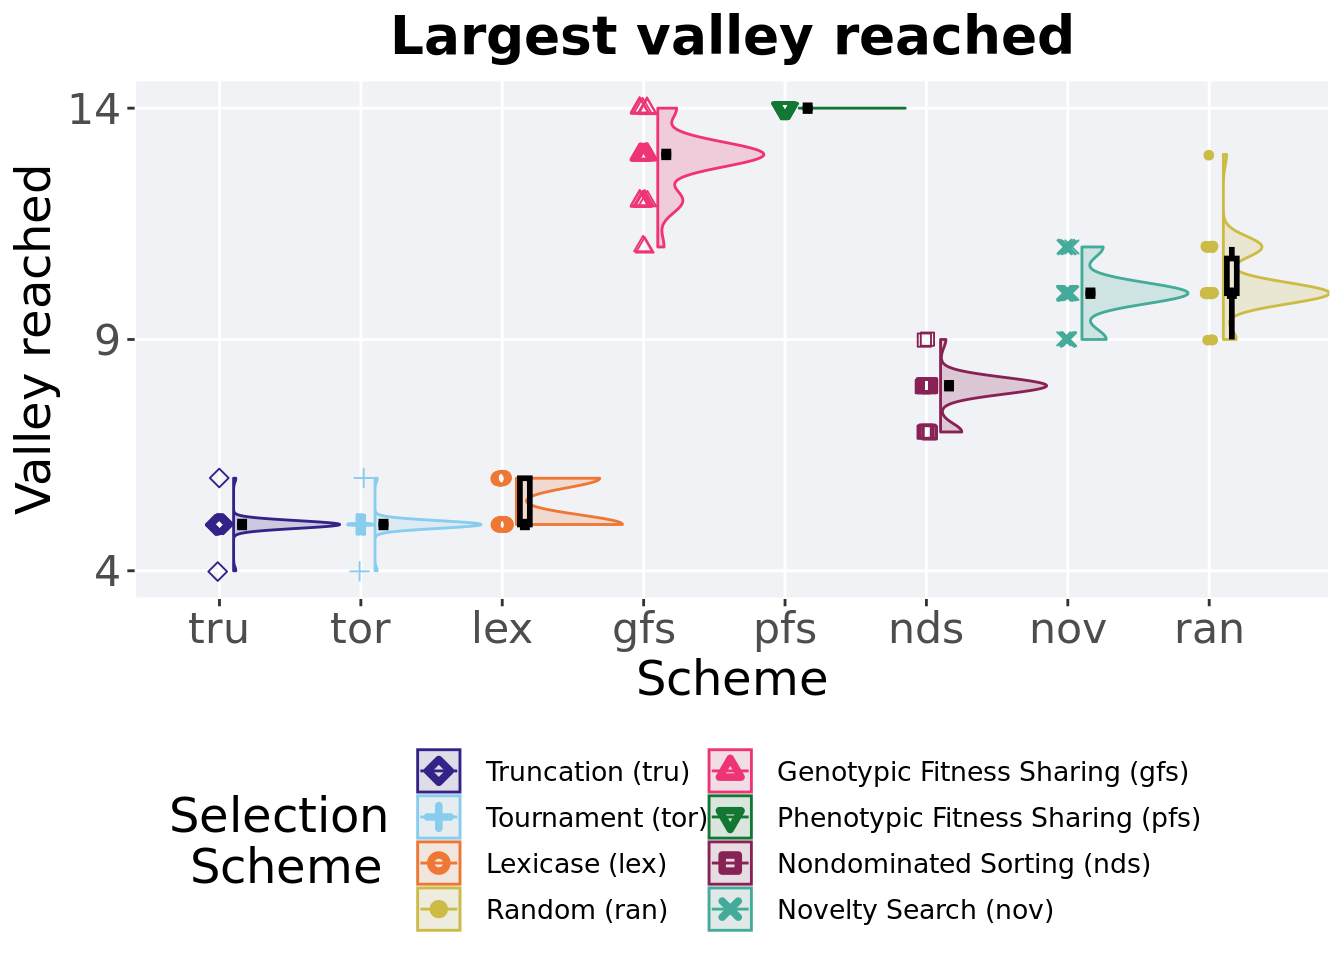 Largest valley reached
Valley reached
14
9
4
tru tor lex gfs pfs nds nov ran
Scheme
Selection
Scheme
Truncation (tru)
Tournament (tor)
Lexicase (lex)
Random (ran)
Genotypic Fitness Sharing (gfs)
Phenotypic Fitness Sharing (pfs)
Nondominated Sorting (nds)
Novelty Search (nov)